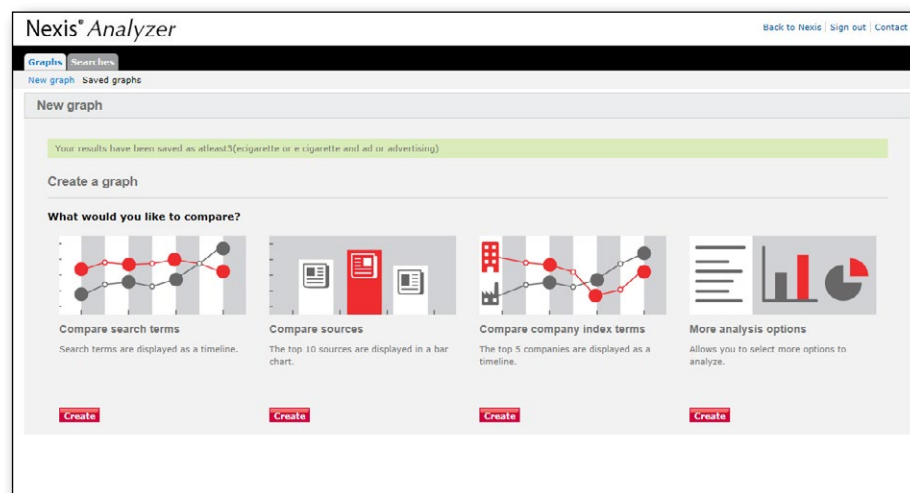 Nexis® Analyzer
Back to Nexis | Sign out | Contact
Graphs Searches
New graph Saved graphs
New graph
Your results have been saved as atleast3(ecigarette or e cigarette and ad or advertising)
Create a graph
What would you like to compare?
Compare search terms
Search terms are displayed as a timeline.
Create
Compare sources
The top 10 sources are displayed in a bar
chart.
Create
Compare company index terms
The top 5 companies are displayed as a
timeline.
Create
More analysis options
Allows you to select more options to
analyze.
Create